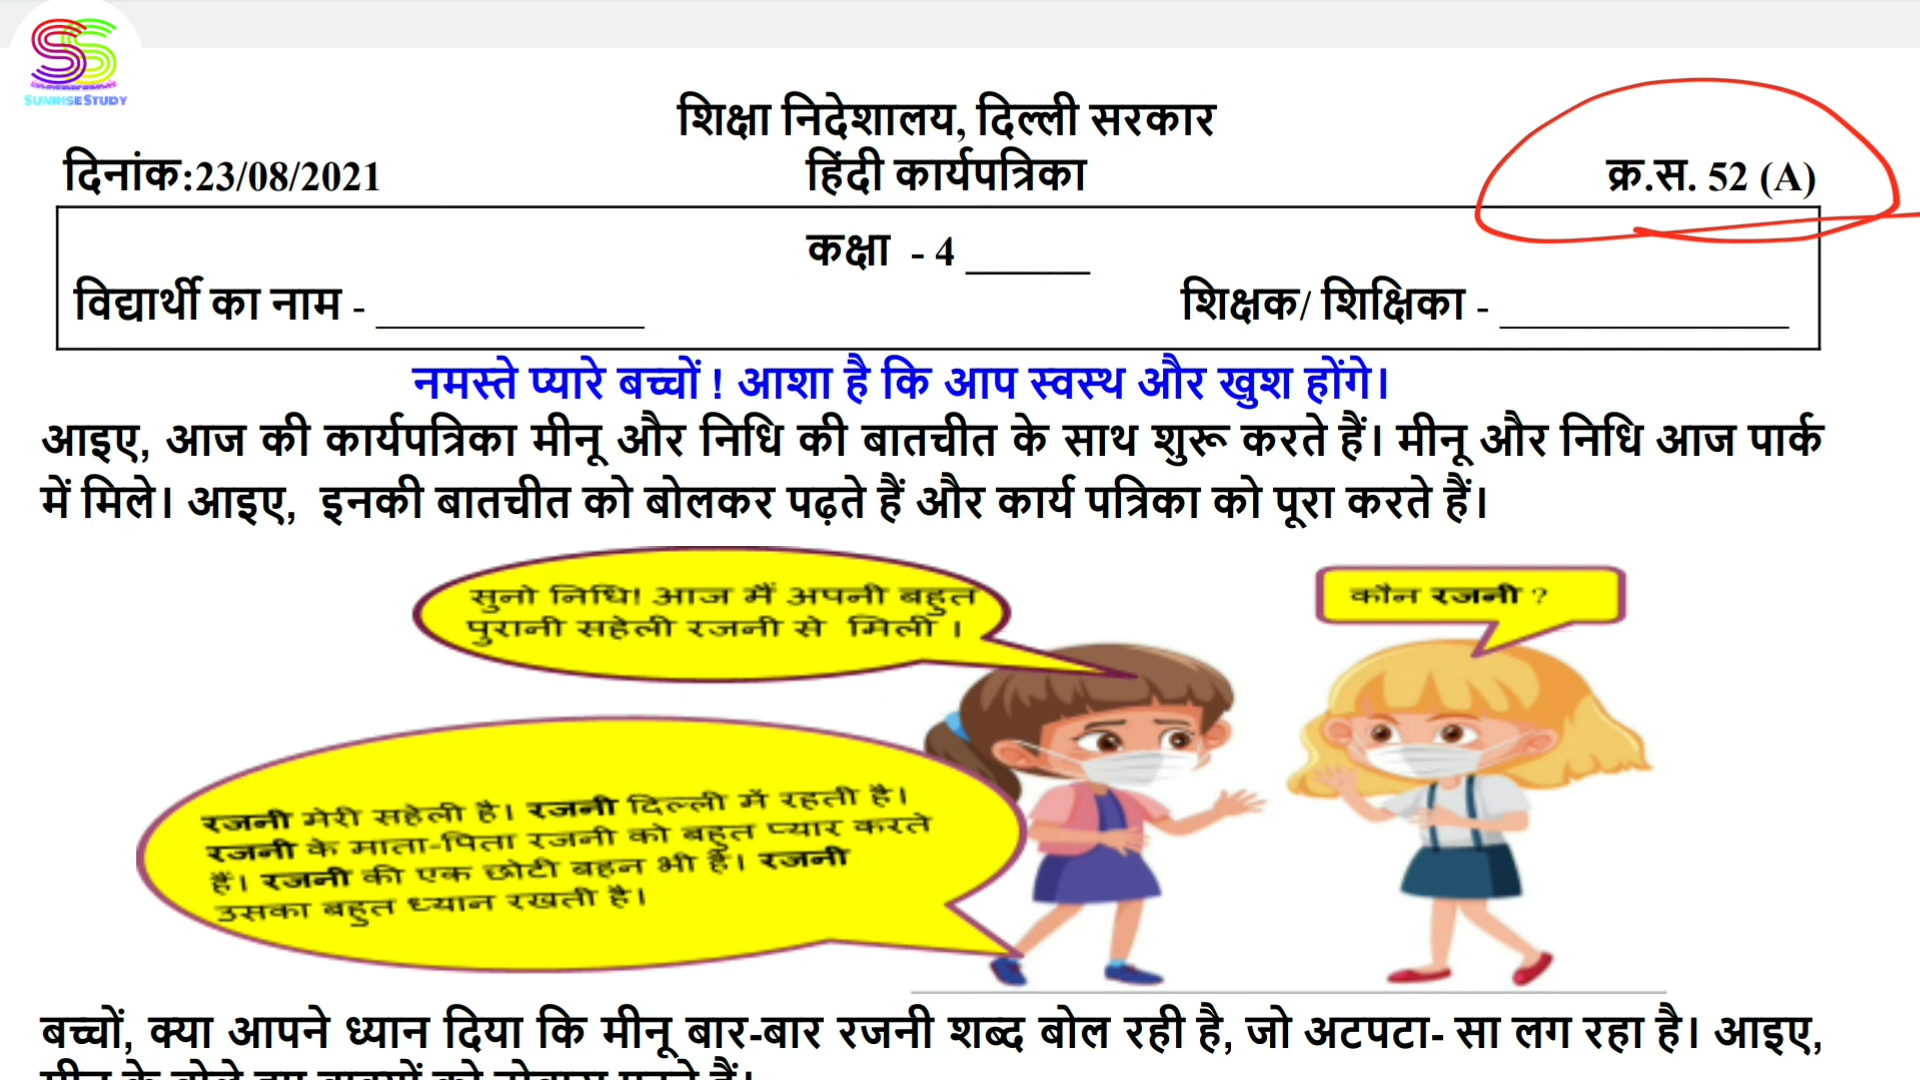 SUNRISE STUDY
शिक्षा निदेशालय, दिल्ली सरकार
दिनांक:23/08/2021 हिंदी कार्यपत्रिका क्र.स. 52 (A)
कक्षा - 4 ______
विद्यार्थी का नाम - _____________ शिक्षक/ शिक्षिका - ______________
नमस्ते प्यारे बच्चों ! आशा है कि आप स्वस्थ और खुश होंगे।
आइए, आज की कार्यपत्रिका मीनू और निधि की बातचीत के साथ शुरू करते हैं। मीनू और निधि आज पार्क
में मिले। आइए, इनकी बातचीत को बोलकर पढ़ते हैं और कार्य पत्रिका को पूरा करते हैं।
सुनो निधि! आज मैं अपनी बहुत
पुरानी सहेली रजनी से मिली ।
कौन रजनी ?
रजनी मेरी सहेली है। रजनी दिल्ली में रहती है।
रजनी के माता-पिता रजनी को बहुत प्यार करते
हैं। रजनी की एक छोटी बहन भी है। रजनी
उसका बहुत ध्यान रखती है।
बच्चों, क्या आपने ध्यान दिया कि मीनू बार-बार रजनी शब्द बोल रही है, जो अटपटा- सा लग रहा है। आइए,